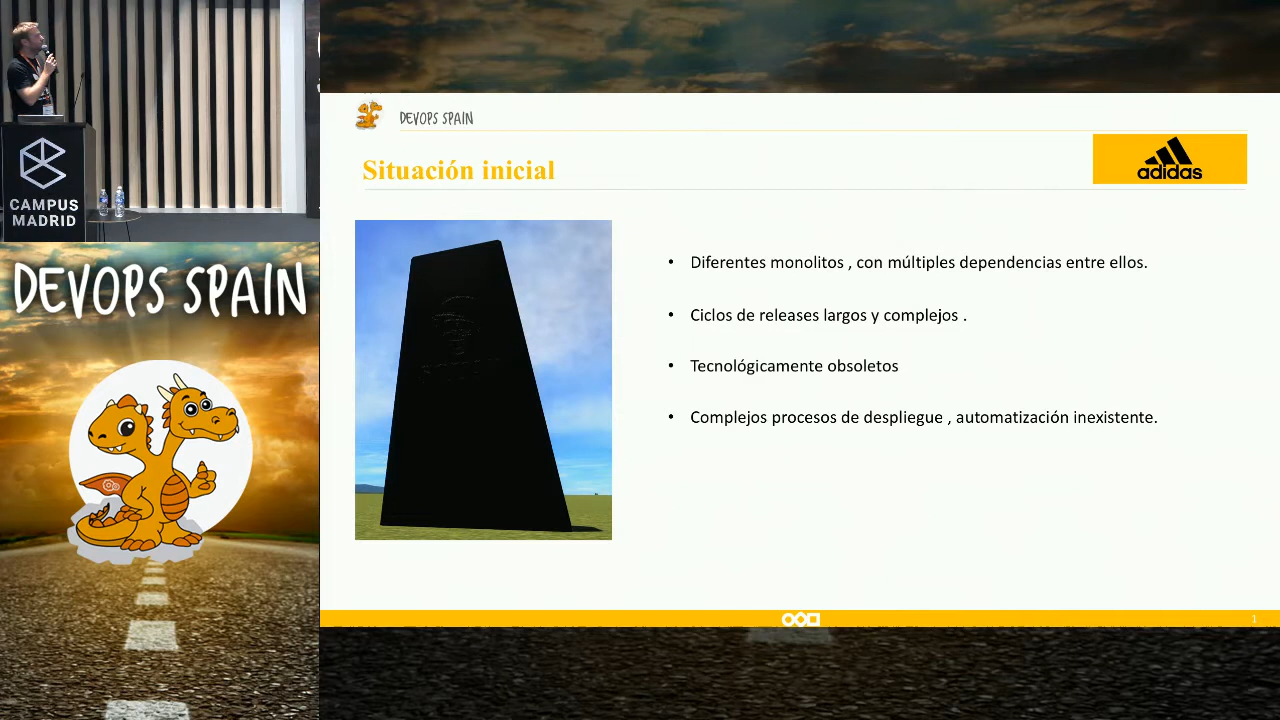 CAMPUS
MADRID
DEVOPS SPAIN
DEVOPS SPAIN
Situación inicial
adidas
• Diferentes monolitos , con múltiples dependencias entre ellos.
• Ciclos de releases largos y complejos .
• Tecnológicamente obsoletos
• Complejos procesos de despliegue , automatización inexistente.
1